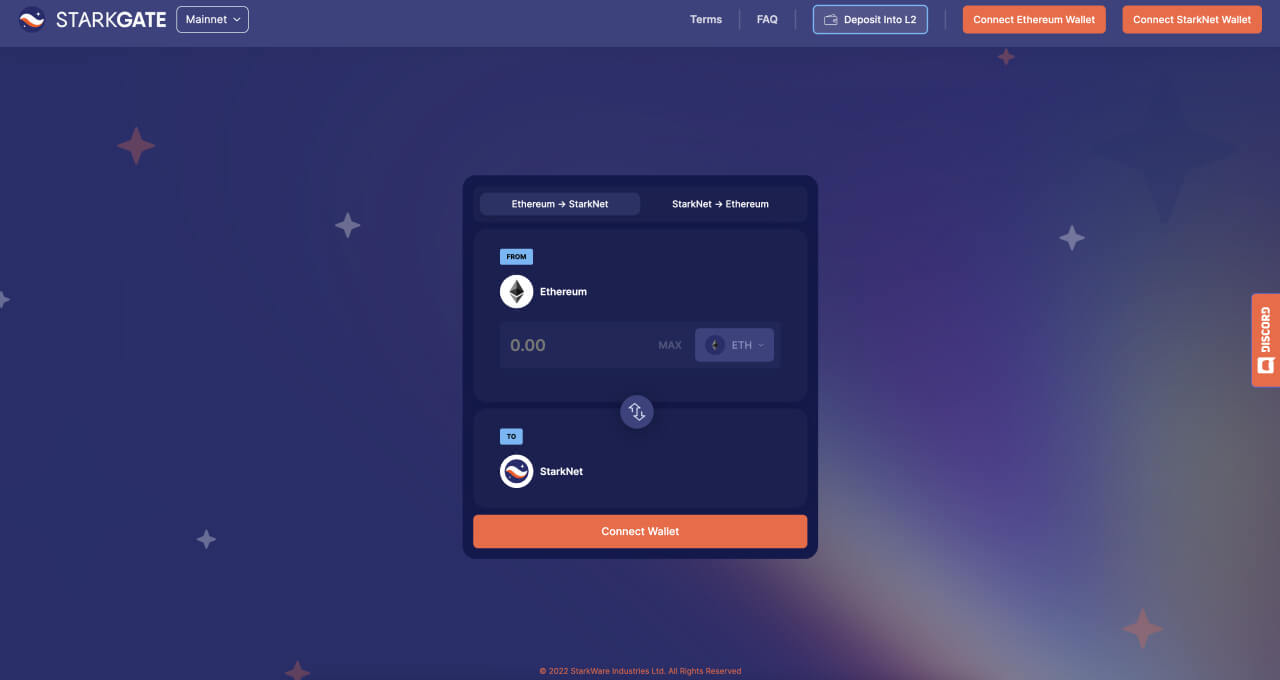 STARKGATE
Mainnet
Terms
FAQ
Deposit Into L2
Connect Ethereum Wallet
Connect StarkNet Wallet
Ethereum → StarkNet
StarkNet → Ethereum
FROM
Ethereum
0.00
MAX
ETH
TO
StarkNet
Connect Wallet
DISCORD
© 2022 StarkWare Industries Ltd. All Rights Reserved